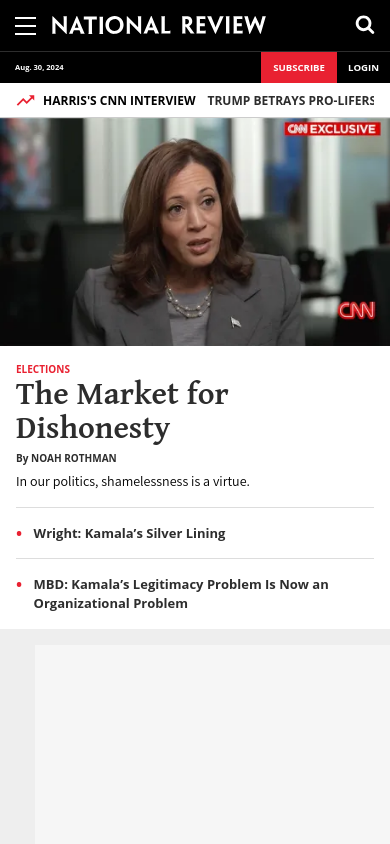 NATIONAL REVIEW
Aug. 30, 2024
SUBSCRIBE
LOGIN
HARRIS'S CNN INTERVIEW
TRUMP BETRAYS PRO-LIFERS
CNN EXCLUSIVE
CNN
ELECTIONS
The Market for
Dishonesty
By NOAH ROTHMAN
In our politics, shamelessness is a virtue.
• Wright: Kamala’s Silver Lining
• MBD: Kamala’s Legitimacy Problem Is Now an
Organizational Problem